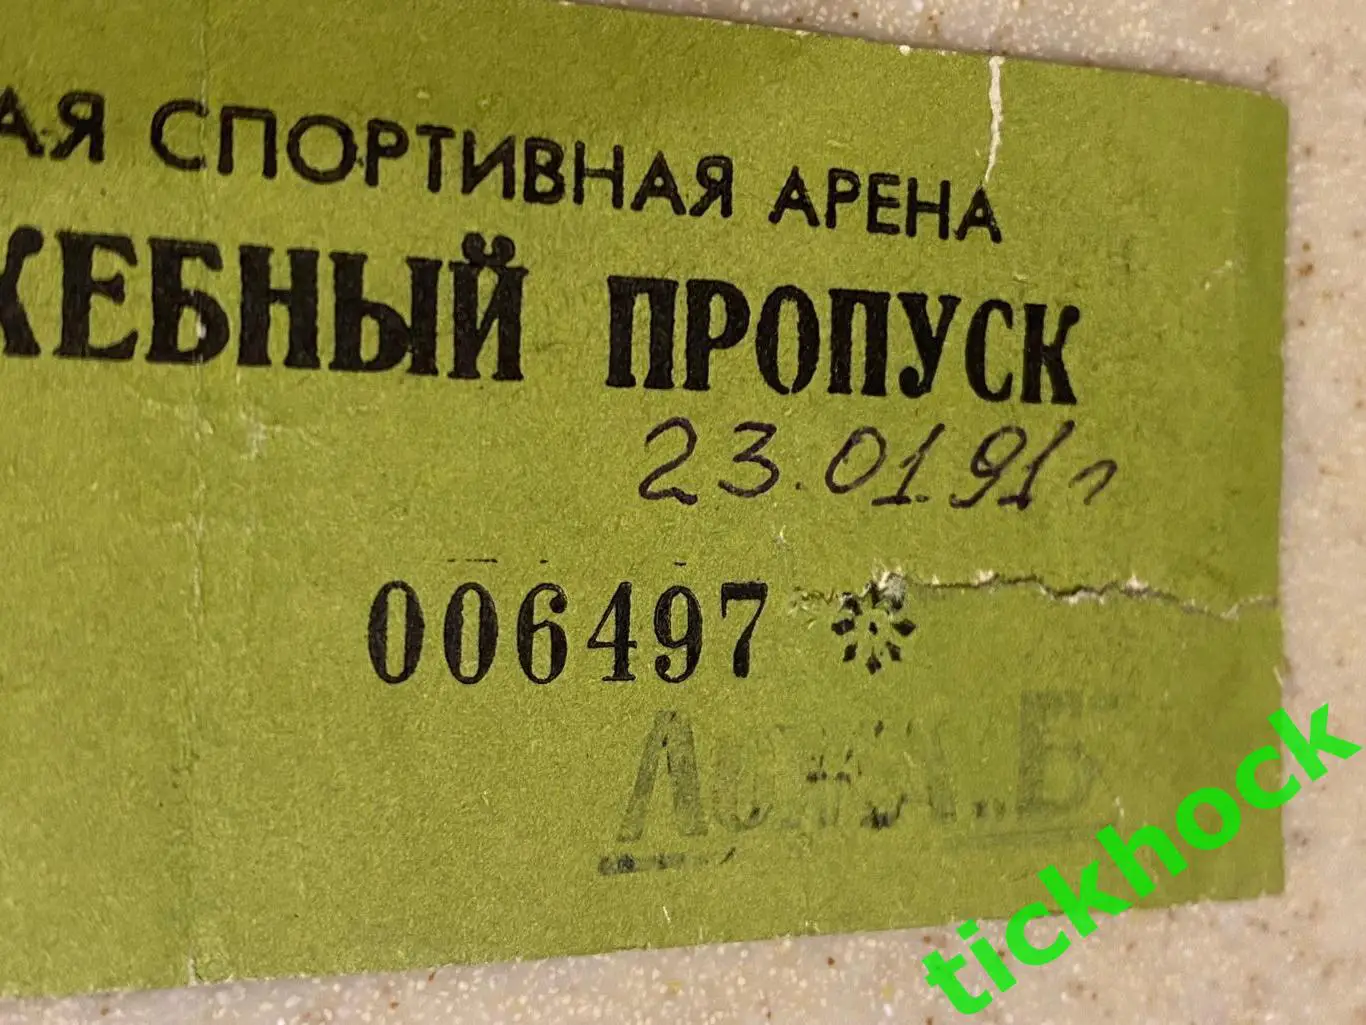 АЯ СПОРТИВНАЯ АРЕНА
ЖЕБНЫЙ ПРОПУСК
23.01.91г
006497
Б
tickhock